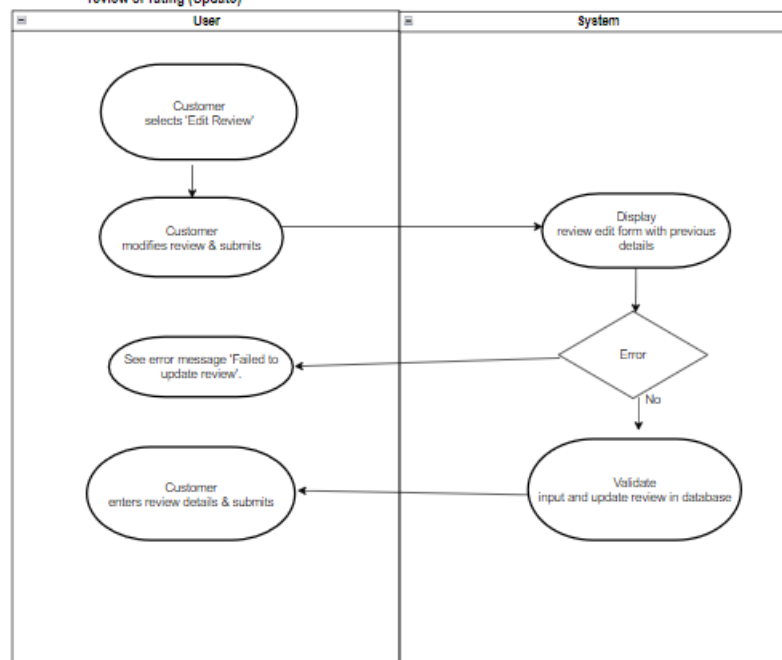 review or rating (Update)
User
System
Customer
selects 'Edit Review'
Customer
modifies review & submits
Display
review edit form with previous
details
See error message 'Failed to
update review'.
Error
No
Customer
enters review details & submits
Validate
input and update review in database